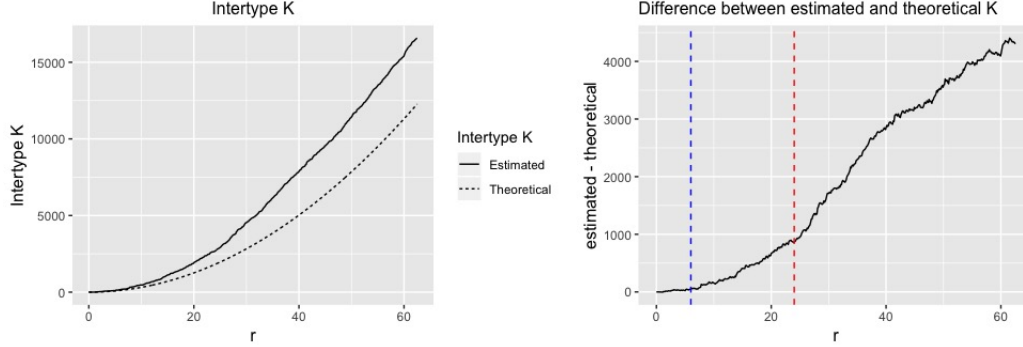 Intertype K
Intertype K
15000
10000
5000
0
0
20
40
60
r
Intertype K
Estimated
Theoretical
Difference between estimated and theoretical K
estimated - theoretical
4000
3000
2000
1000
0
0
20
40
60
r